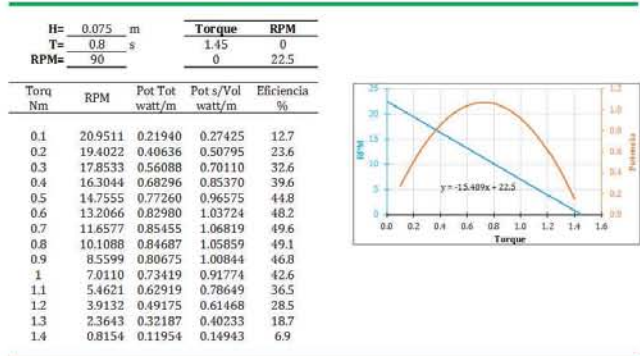 H= 0.075 m Torque RPM
T= 0.8 s 1.45 0
RPM= 90 0 22.5
Torq RPM Pot Tot Pot s/Vol Eficiencia
Nm watt/m watt/m %
0.1 20.9511 0.21940 0.27425 12.7
0.2 19.4022 0.40636 0.50795 23.6
0.3 17.8533 0.56088 0.70110 32.6
0.4 16.3044 0.68296 0.85370 39.6
0.5 14.7555 0.77260 0.96575 44.8
0.6 13.2066 0.82980 1.03724 48.2
0.7 11.6577 0.85455 1.06819 49.6
0.8 10.1088 0.84687 1.05859 49.1
0.9 8.5599 0.80675 1.00844 46.8
1 7.0110 0.73419 0.91774 42.6
1.1 5.4621 0.62919 0.78649 36.5
1.2 3.9132 0.49175 0.61468 28.5
1.3 2.3643 0.32187 0.40233 18.7
1.4 0.8154 0.11954 0.14943 6.9
25 1.2
20 1.0
15 0.8
10 0.4
5 0.2
0 0.0
RPM
Potencia
y = -15.489x + 22.5
0.0 0.2 0.4 0.6 0.8 1.0 1.2 1.4 1.6
Torque